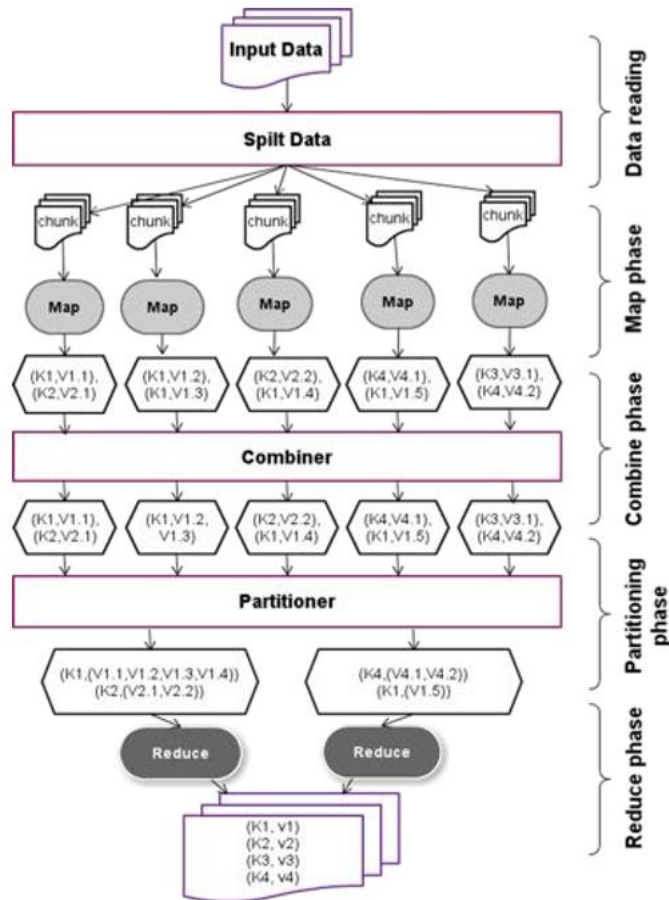 Input Data
Spilt Data
chunk
chunk
chunk
chunk
chunk
Map
Map
Map
Map
Map
(K1,V1.1),
(K2,V2.1)
(K1,V1.2),
(K1,V1.3)
(K2,V2.2),
(K1,V1.4)
(K4,V4.1),
(K1,V1.5)
(K3,V3.1),
(K4,V4.2)
Combiner
(K1,V1.1),
(K2,V2.1)
(K1,V1.2,
V1.3)
(K2,V2.2),
(K1,V1.4)
(K4,V4.1),
(K1,V1.5)
(K3,V3.1),
(K4,V4.2)
Partitioner
(K1,(V1.1,V1.2,V1.3,V1.4))
(K2,(V2.1,V2.2))
(K4,(V4.1,V4.2))
(K1,(V1.5))
Reduce
Reduce
(K1, v1)
(K2, v2)
(K3, v3)
(K4, v4)
Data reading
Map phase
Combine phase
Partitioning
phase
Reduce phase